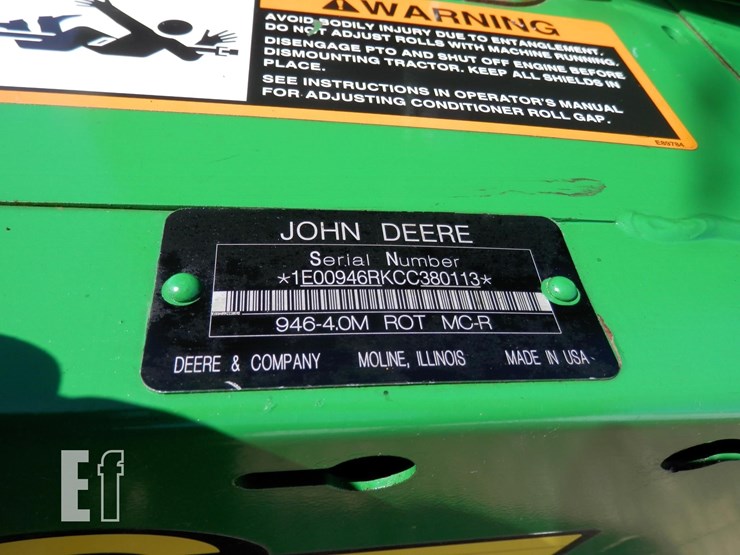 WARNING
AVOID BODILY INJURY DUE TO ENTANGLEMENT.
DO NOT ADJUST ROLLS WITH MACHINE RUNNING.
DISENGAGE PTO AND SHUT OFF ENGINE BEFORE
DISMOUNTING TRACTOR. KEEP ALL SHIELDS IN
PLACE.
SEE INSTRUCTIONS IN OPERATOR'S MANUAL
FOR ADJUSTING CONDITIONER ROLL GAP.
JOHN DEERE
Serial Number
*1E00946RKCC380113*
946-4.0M ROT MC-R
DEERE & COMPANY MOLINE, ILLINOIS MADE IN USA
Ef